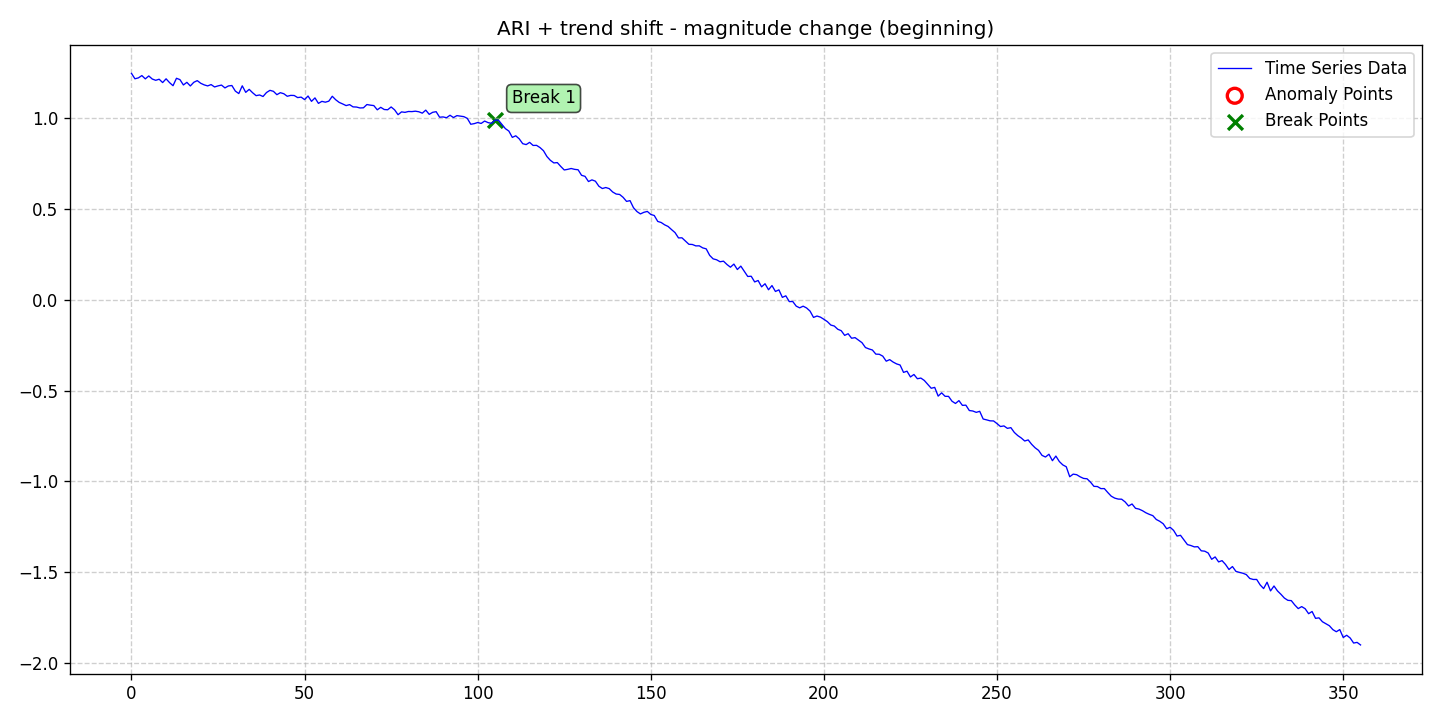 ARI + trend shift - magnitude change (beginning)
Break 1
Time Series Data
Anomaly Points
Break Points
1.0
0.5
0.0
−0.5
−1.0
−1.5
−2.0
0 50 100 150 200 250 300 350